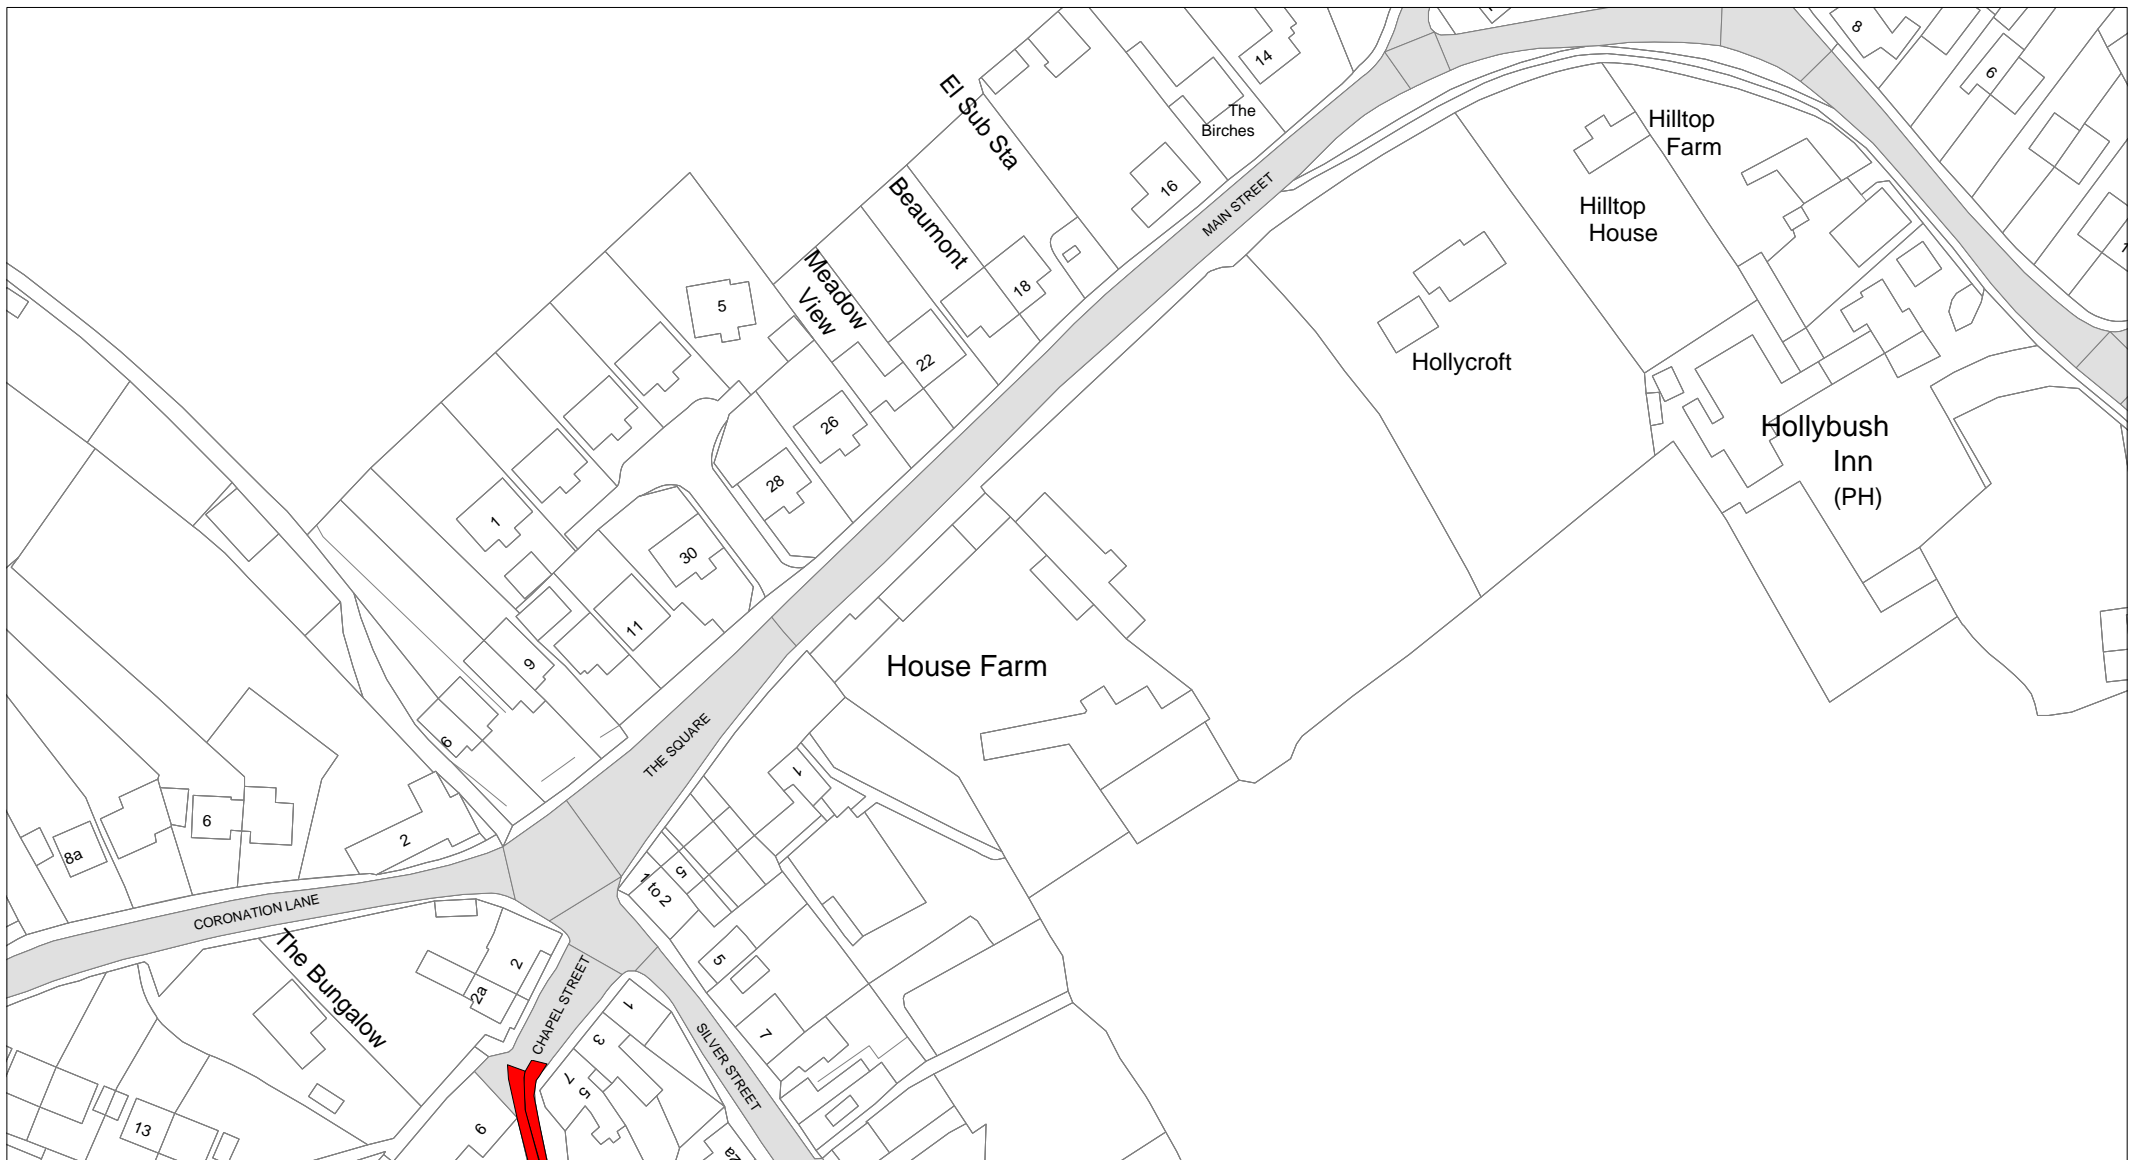 8
6
14
The
Birches
El Sub Sta
16
MAIN STREET
Hilltop
Farm
Hilltop
House
Beaumont
18
Meadow
View
5
22
Hollycroft
26
Hollybush
Inn
(PH)
28
1
30
11
House Farm
9
6
THE SQUARE
1
2
6
8a
5
1 to 2
CORONATION LANE
The Bungalow
2
2a
5
CHAPEL STREET
1
3
7
SILVER STREET
7
5
13
9